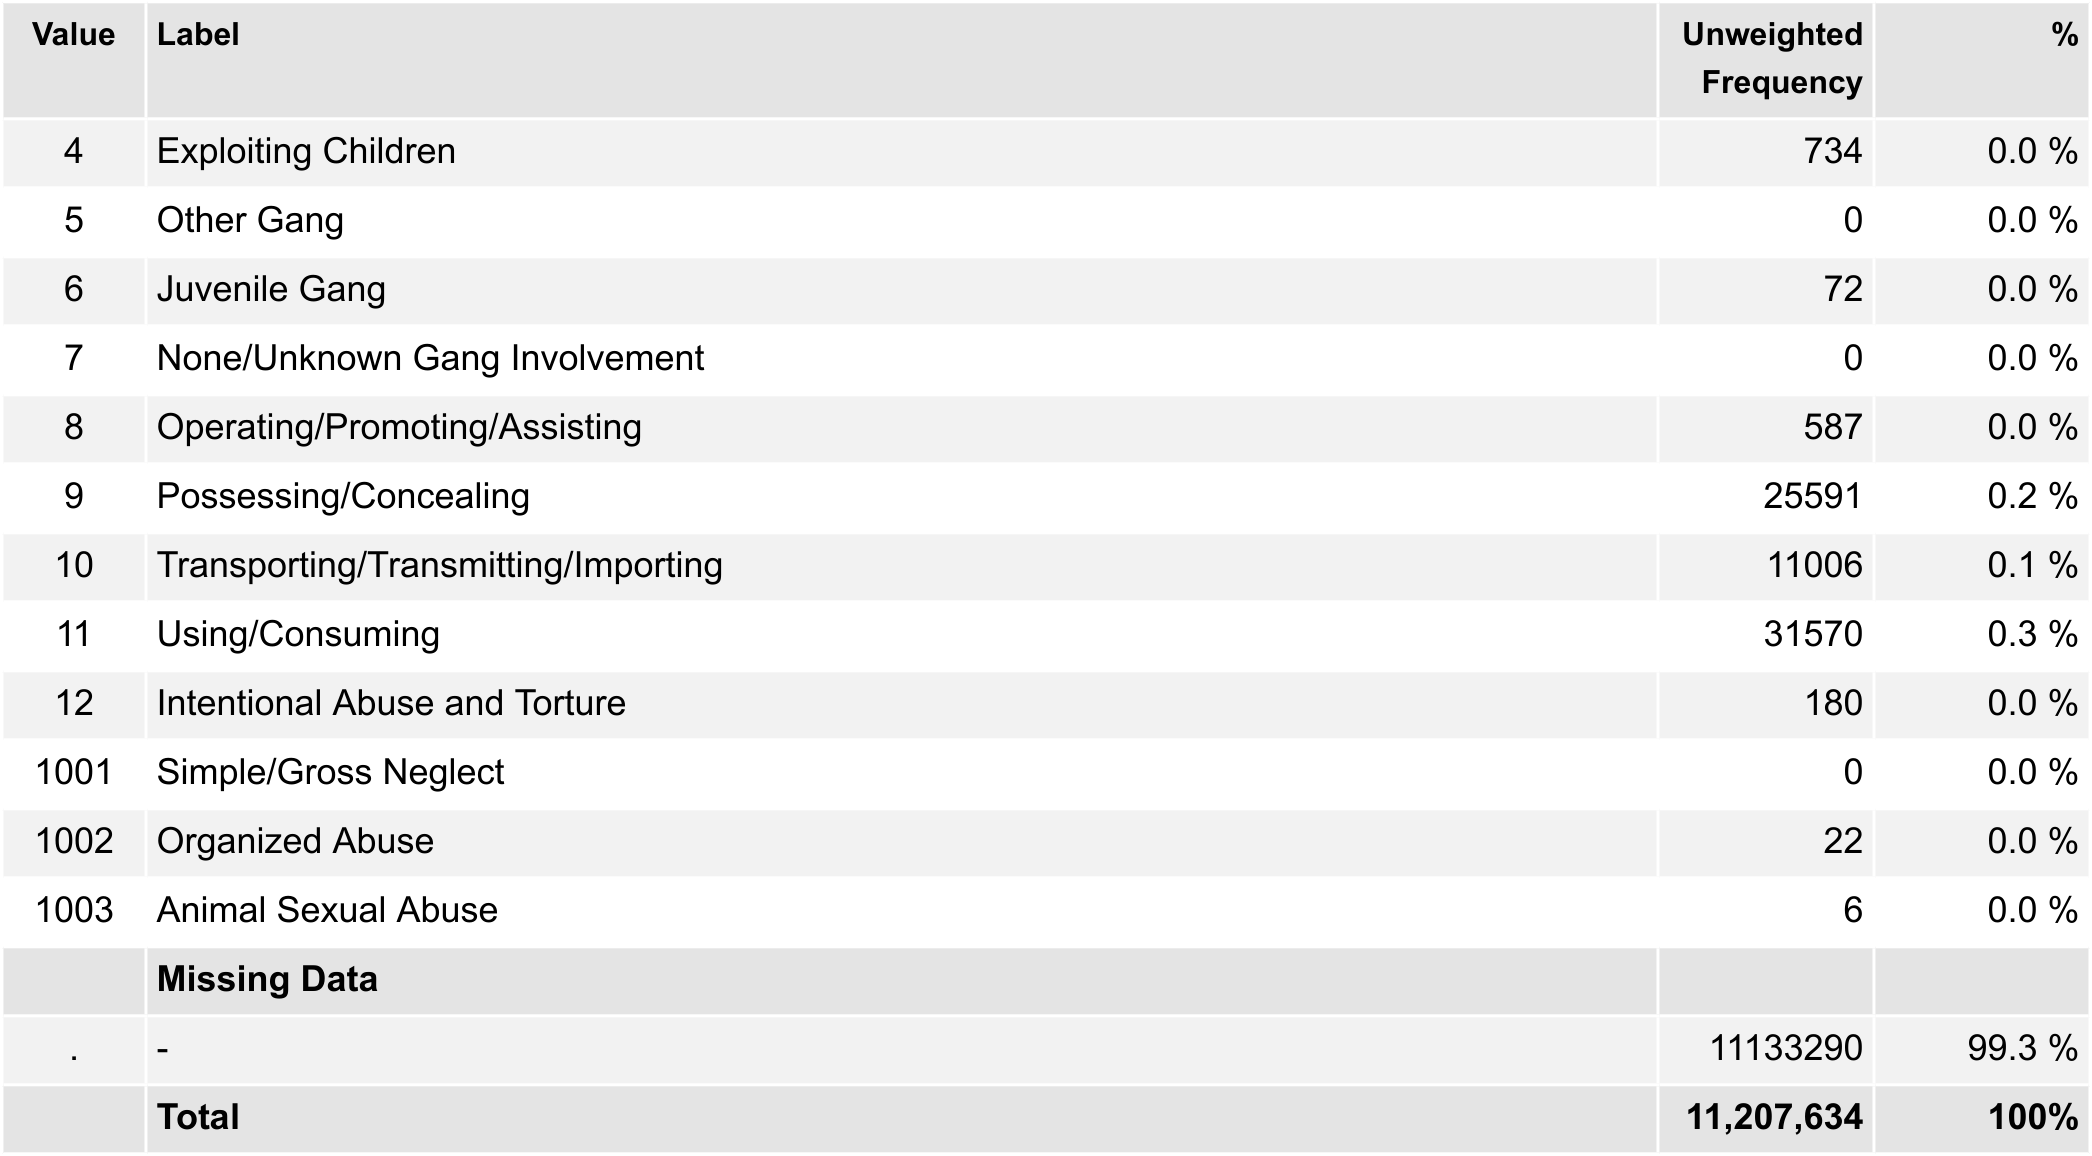 Value Label Unweighted Frequency %
4 Exploiting Children 734 0.0 %
5 Other Gang 0 0.0 %
6 Juvenile Gang 72 0.0 %
7 None/Unknown Gang Involvement 0 0.0 %
8 Operating/Promoting/Assisting 587 0.0 %
9 Possessing/Concealing 25591 0.2 %
10 Transporting/Transmitting/Importing 11006 0.1 %
11 Using/Consuming 31570 0.3 %
12 Intentional Abuse and Torture 180 0.0 %
1001 Simple/Gross Neglect 0 0.0 %
1002 Organized Abuse 22 0.0 %
1003 Animal Sexual Abuse 6 0.0 %
Missing Data
. - 11133290 99.3 %
Total 11,207,634 100%